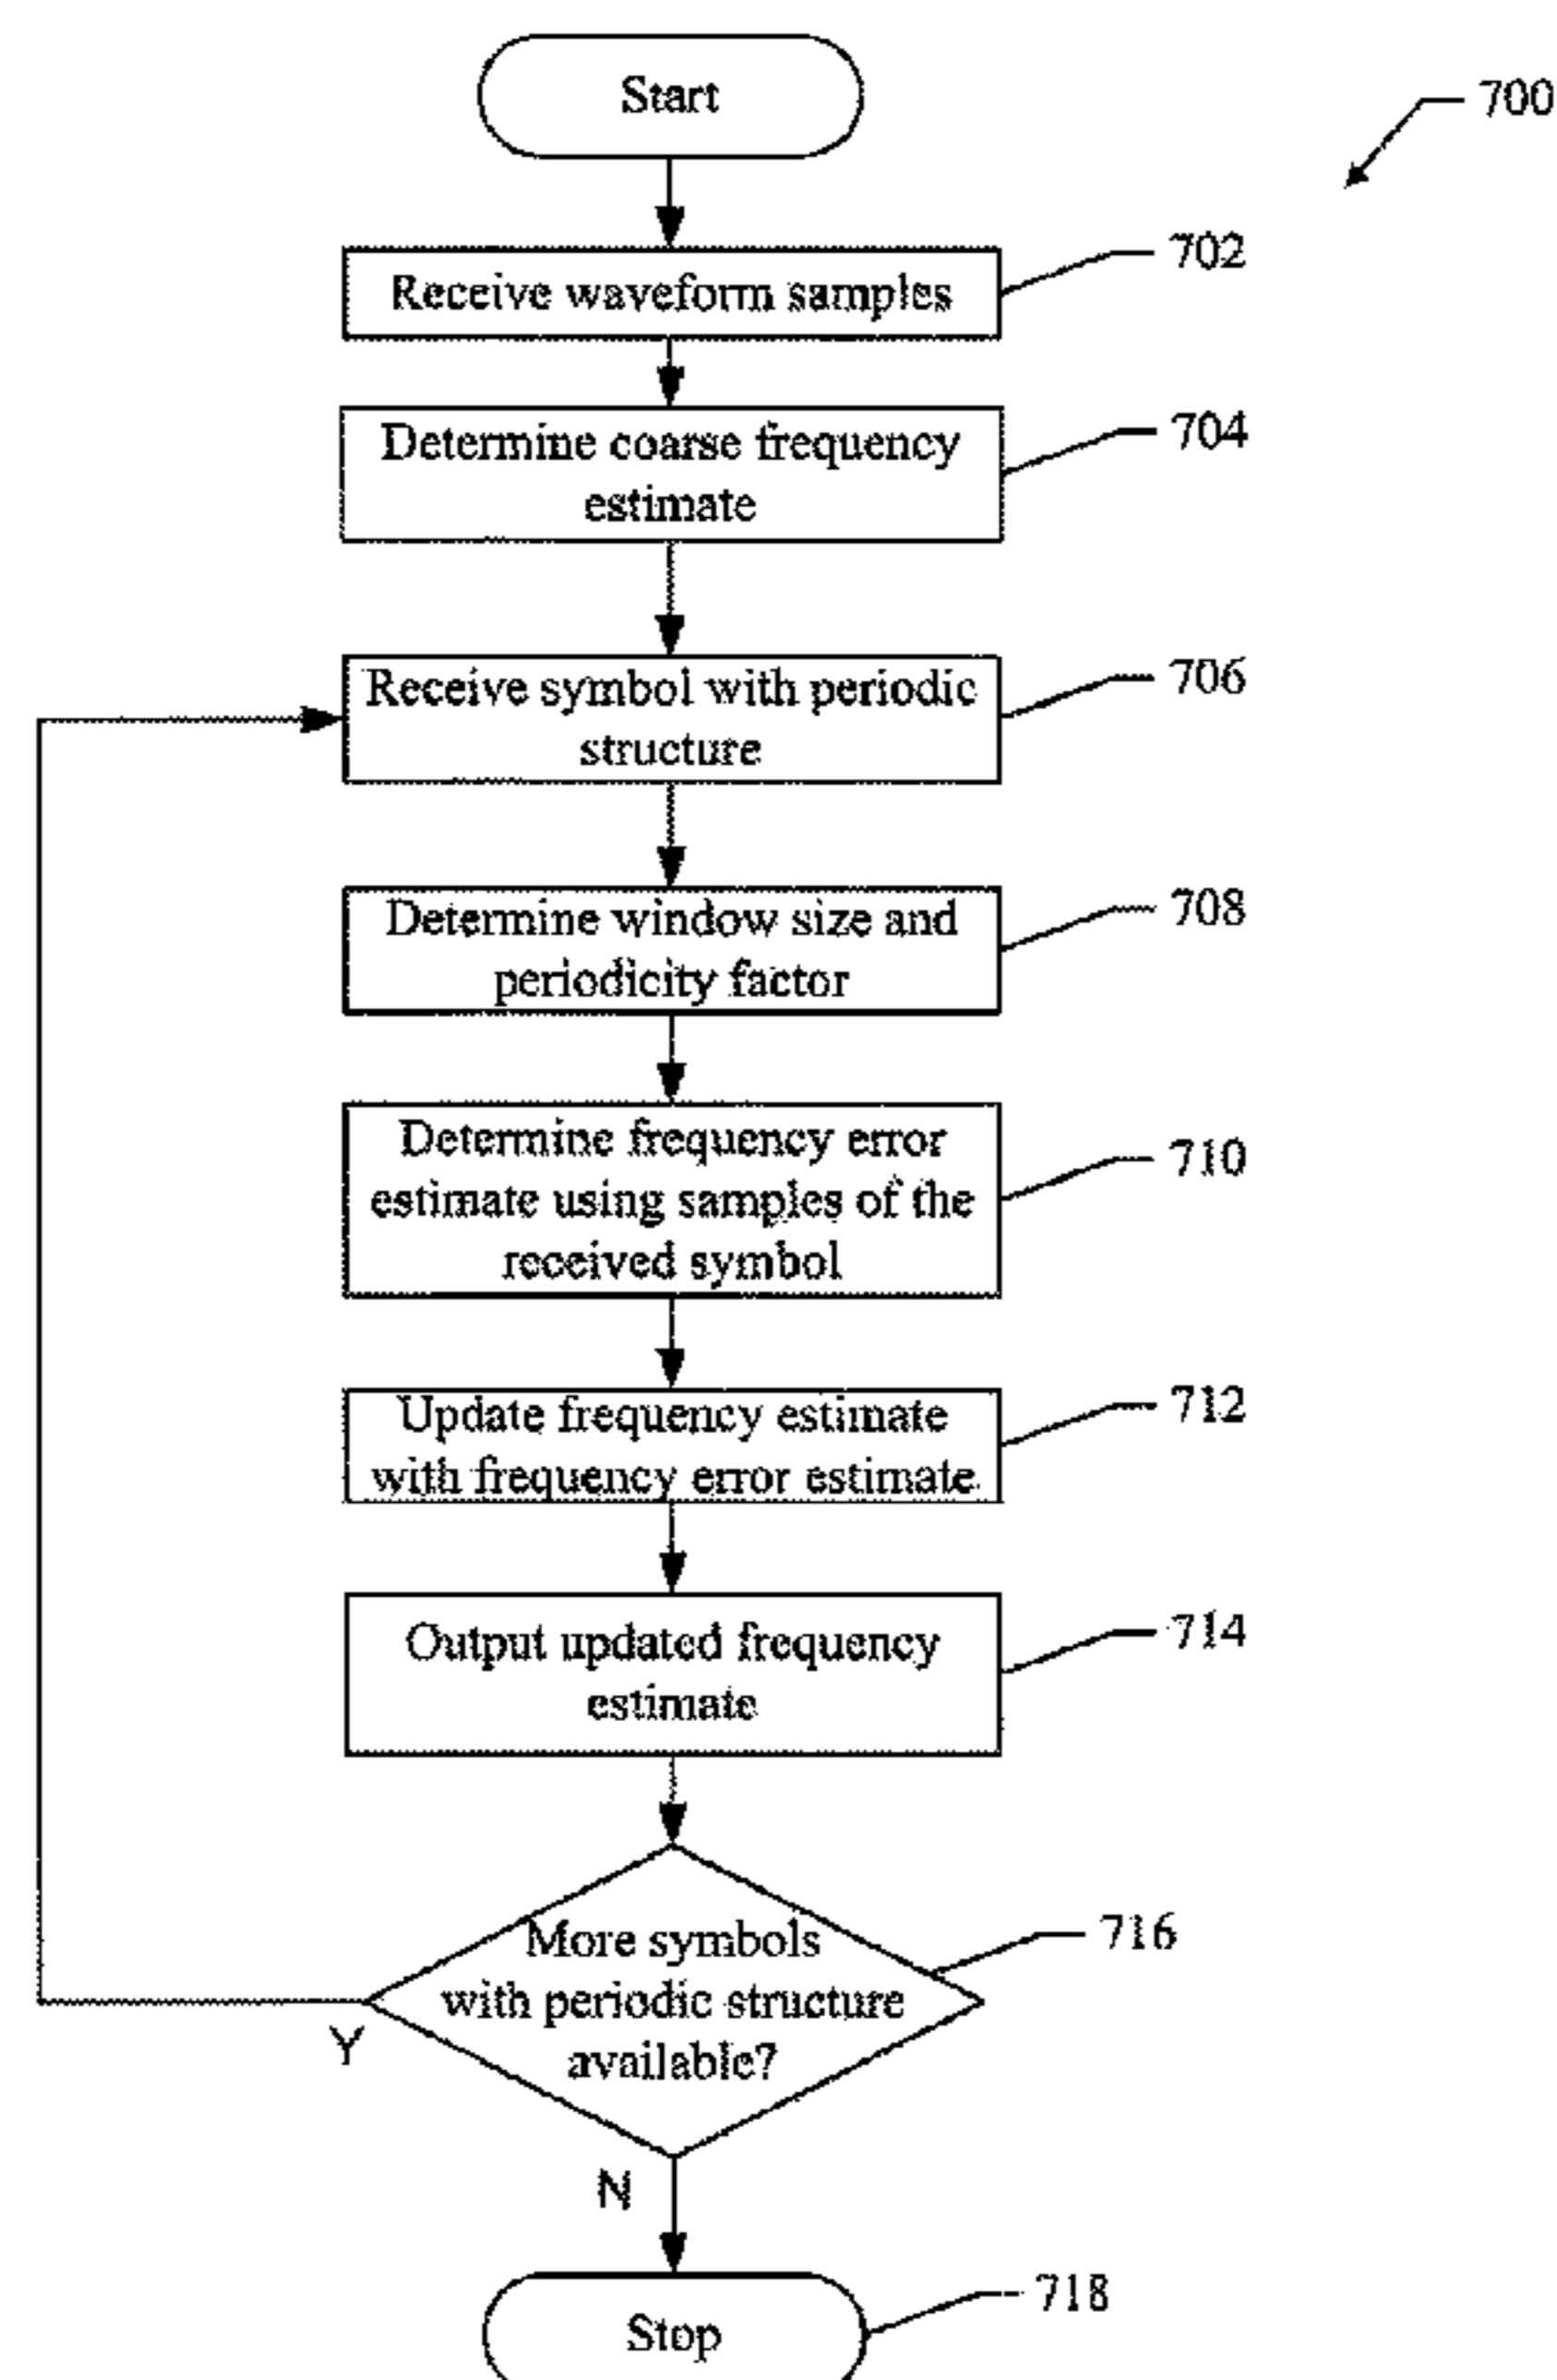 Start
700
Receive waveform samples
702
Determine coarse frequency
estimate
704
Receive symbol with periodic
structure
706
Determine window size and
periodicity factor
708
Determine frequency error
estimate using samples of the
received symbol
710
Update frequency estimate
with frequency error estimate
712
Output updated frequency
estimate
714
More symbols
with periodic structure
available?
716
Y
N
Stop
718